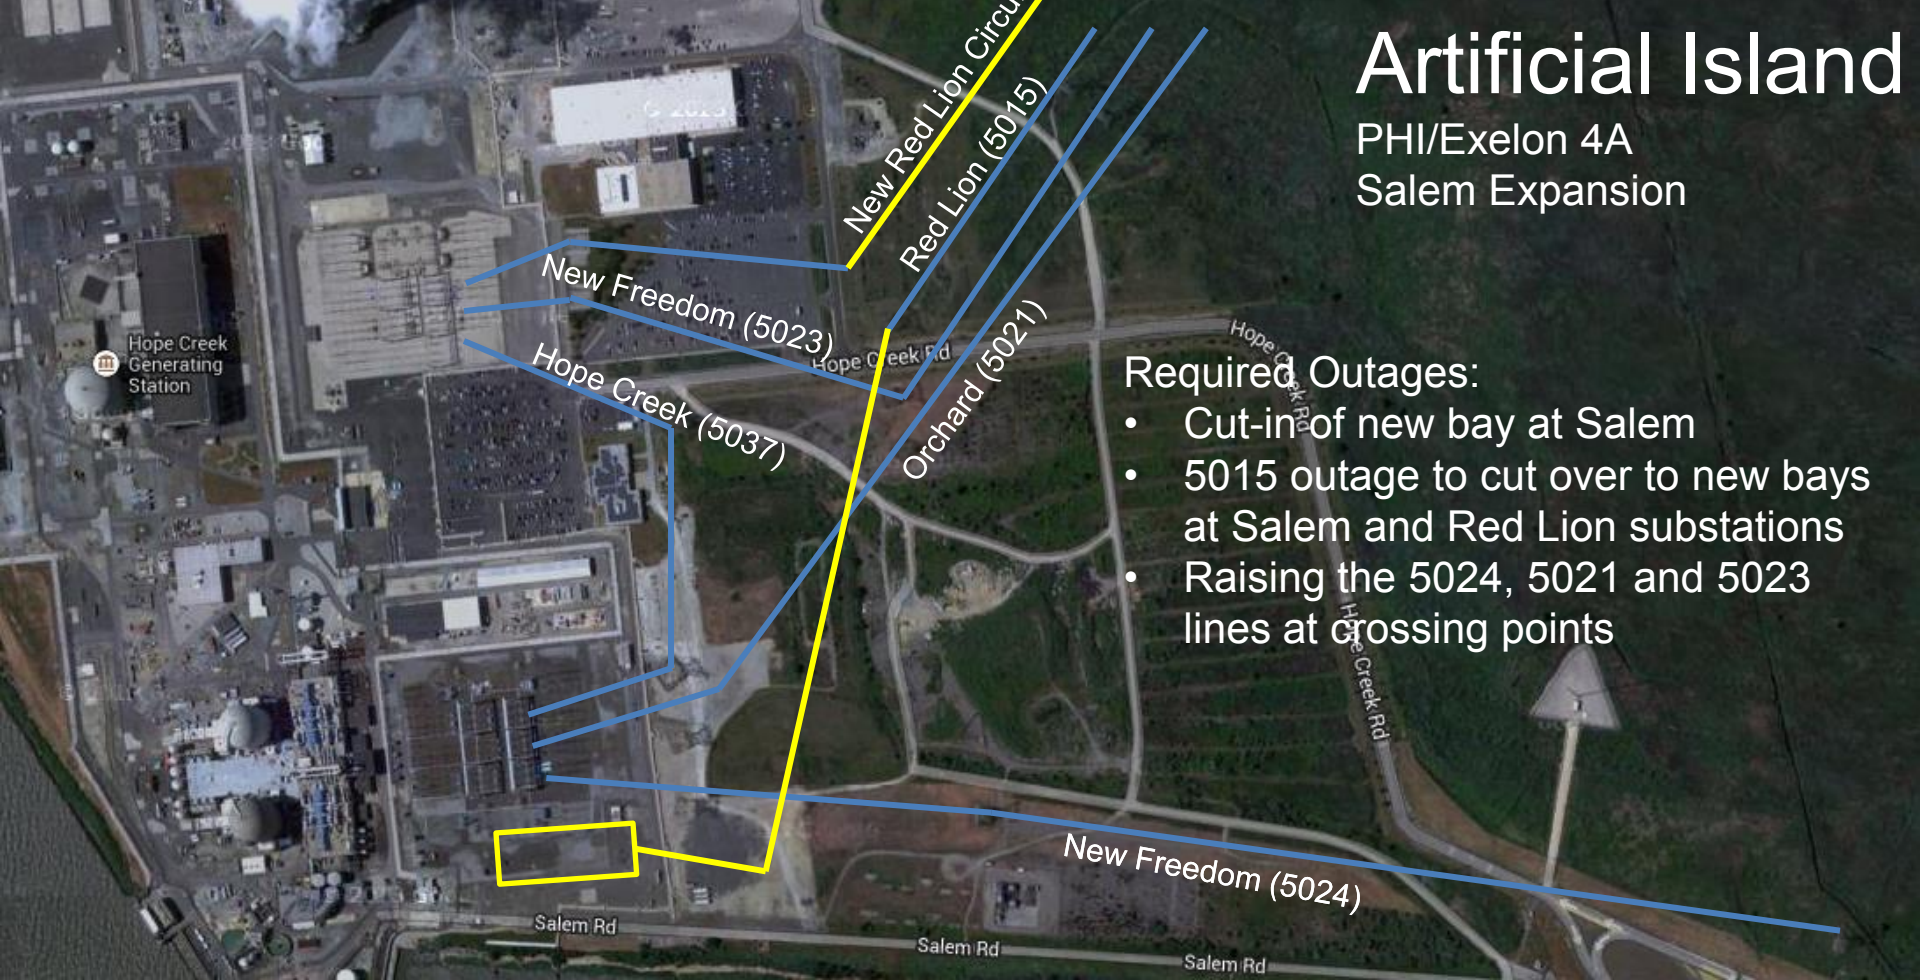 Artificial Island
PHI/Exelon 4A
Salem Expansion
New Red Lion Circu
Red Lion (5015)
New Freedom (5023)
Hope Creek Rd
Hope Creek (5037)
Orchard (5021)
Hope Creek
Generating
Station
Hope Creek Rd
Required Outages:
• Cut-in of new bay at Salem
• 5015 outage to cut over to new bays
at Salem and Red Lion substations
• Raising the 5024, 5021 and 5023
lines at crossing points
Hope Creek Rd
New Freedom (5024)
Salem Rd
Salem Rd
Salem Rd